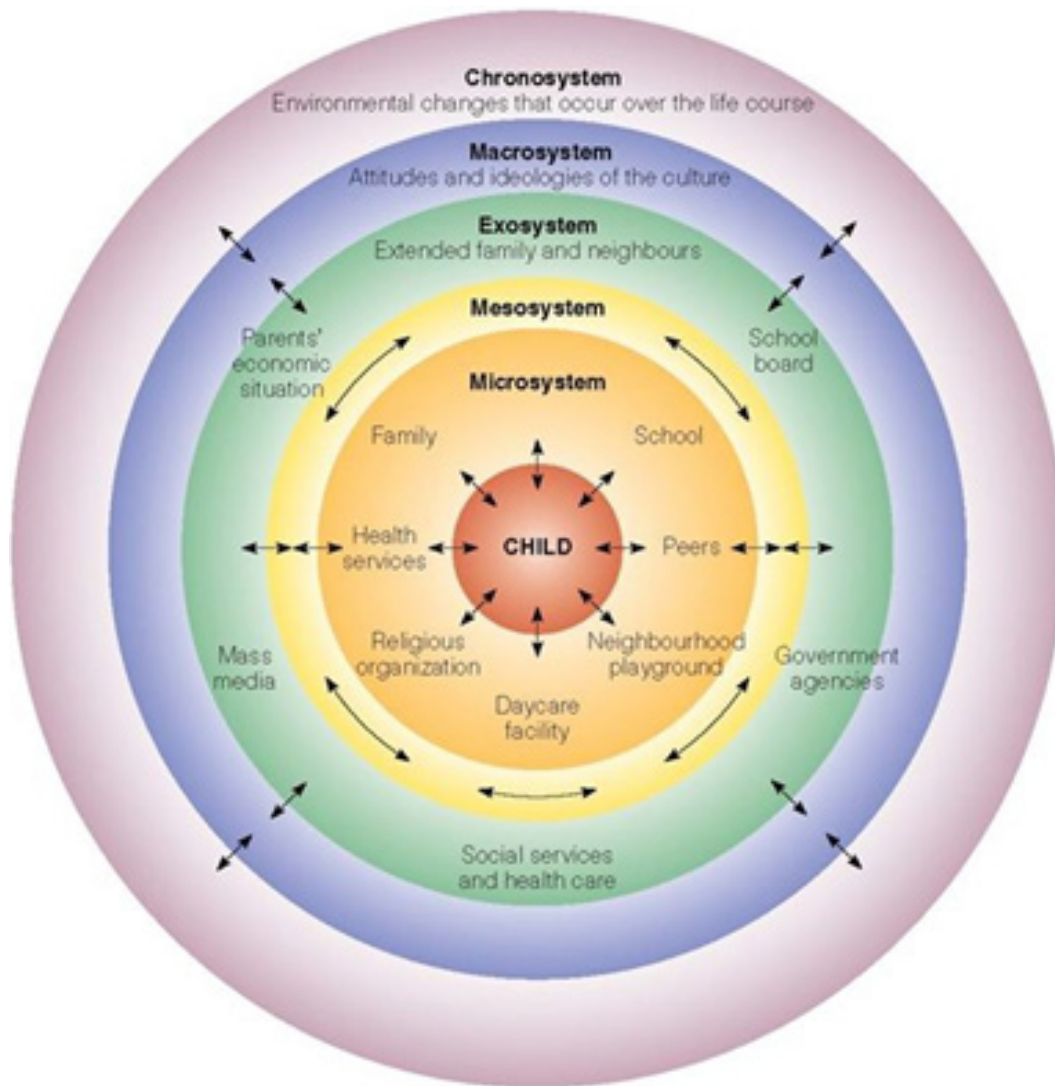 Chronosystem
Environmental changes that occur over the life course
Macrosystem
Attitudes and ideologies of the culture
Exosystem
Extended family and neighbours
Mesosystem
Parents'
economic
situation
School
board
Microsystem
Family
School
Health
services
CHILD
Peers
Religious
organization
Neighbourhood
playground
Mass
media
Government
agencies
Daycare
facility
Social services
and health care